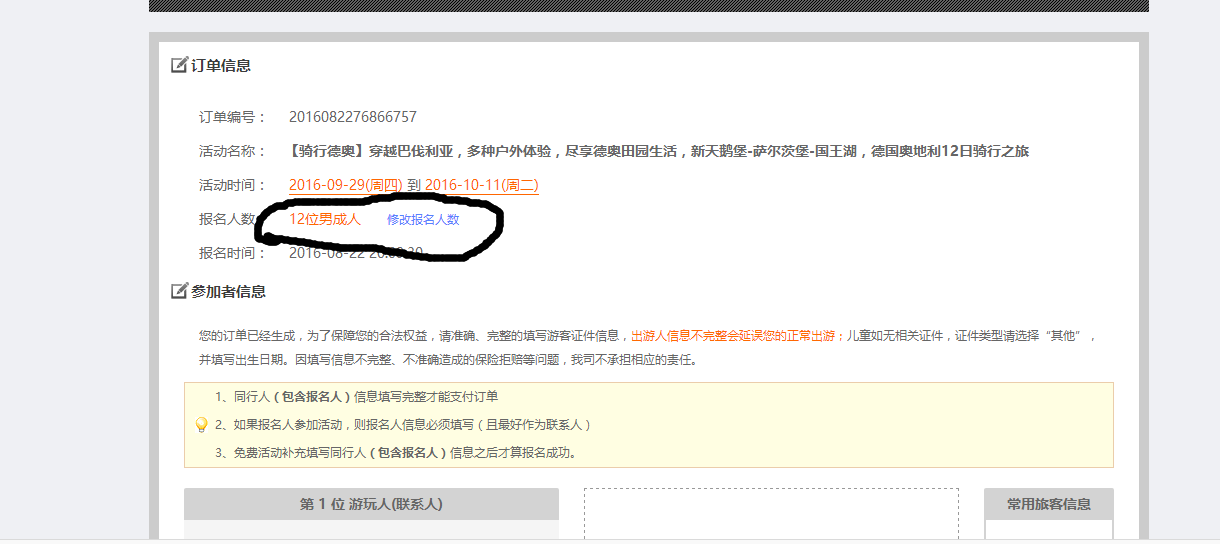 订单信息
订单编号： 2016082276866757
活动名称： 【骑行德奥】穿越巴伐利亚，多种户外体验，尽享德奥田园生活，新天鹅堡-萨尔茨堡-国王湖，德国奥地利12日骑行之旅
活动时间： 2016-09-29(周四) 到 2016-10-11(周二)
报名人数 12位男成人 修改报名人数
报名时间： 2016-08-22
参加者信息
您的订单已经生成，为了保障您的合法权益，请准确、完整的填写游客证件信息，出游人信息不完整会延误您的正常出游；儿童如无相关证件，证件类型请选择“其他”，
并填写出生日期。因填写信息不完整、不准确造成的保险拒赔等问题，我司不承担相应的责任。
1、同行人（包含报名人）信息填写完整才能支付订单
2、如果报名人参加活动，则报名人信息必须填写（且最好作为联系人）
3、免费活动补充填写同行人（包含报名人）信息之后才算报名成功。
第 1 位 游玩人(联系人)
常用旅客信息